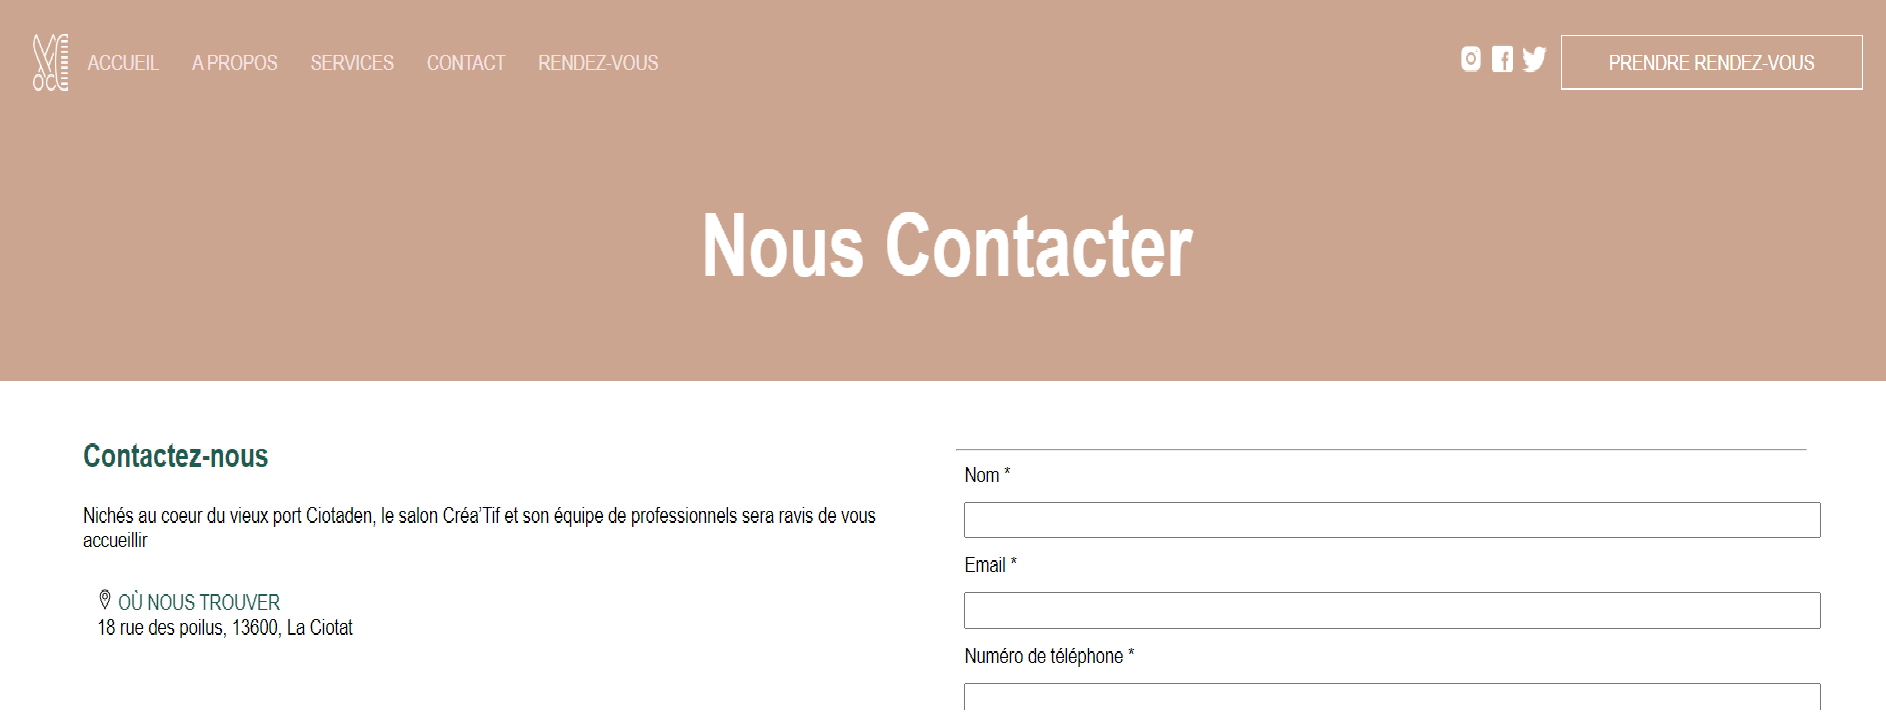 ACCUEIL A PROPOS SERVICES CONTACT RENDEZ-VOUS PRENDRE RENDEZ-VOUS
Nous Contacter
Contactez-nous
Nichés au coeur du vieux port Ciotaden, le salon Créa’Tif et son équipe de professionnels sera ravis de vous
accueillir
OÙ NOUS TROUVER
18 rue des poilus, 13600, La Ciotat
Nom *
Email *
Numéro de téléphone *